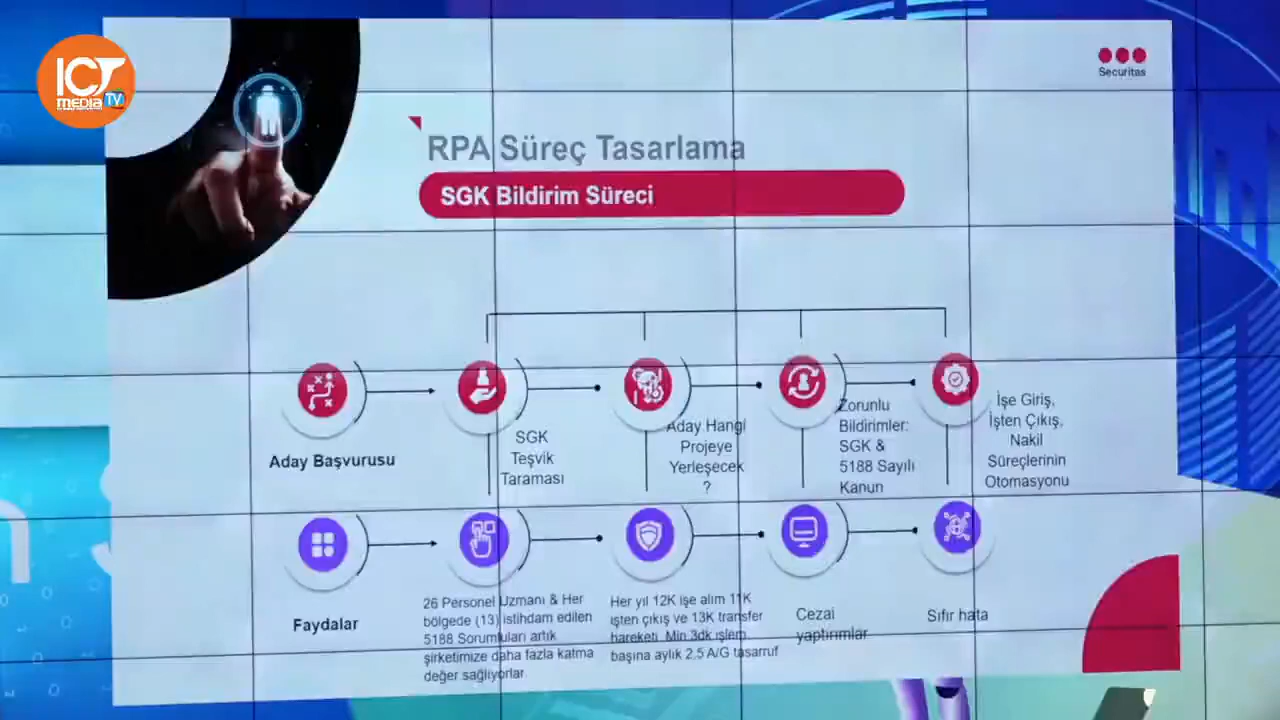 ICT
MEDIA TV
Securitas
RPA Süreç Tasarlama
SGK Bildirim Süreci
Aday Başvurusu
SGK
Teşvik
Taraması
Aday Hangi
Projeye
Yerleşecek
?
Zorunlu
Bildirimler:
SGK &
5188 Sayılı
Kanun
İşe Giriş,
İşten Çıkış,
Nakil
Süreçlerinin
Otomasyonu
Faydalar
26 Personel Uzmanı & Her
bölgede (13) istihdam edilen
5188 Sorumluları artık
şirketimize daha fazla katma
değer sağlıyorlar.
Her yıl 12K işe alım 11K
işten çıkış ve 13K transfer
hareketi. Min 3dk işlem
başına aylık 2.5 A/G tasarruf
Cezai
yaptırımlar
Sıfır hata